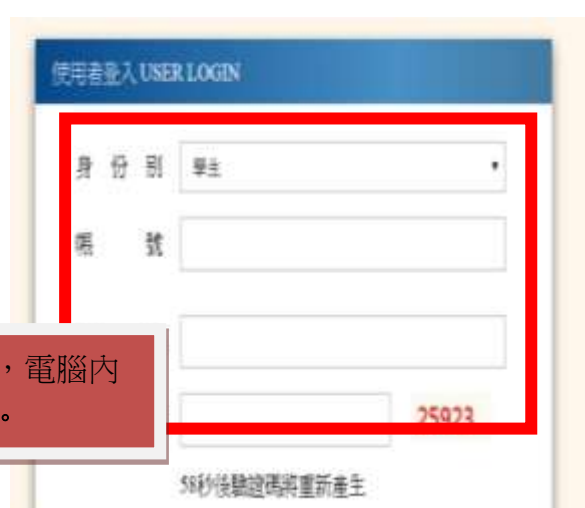 使用者登入 USER LOGIN
身份別 學生
帳號
，電腦內
。
25923
58秒後驗證碼將重新產生